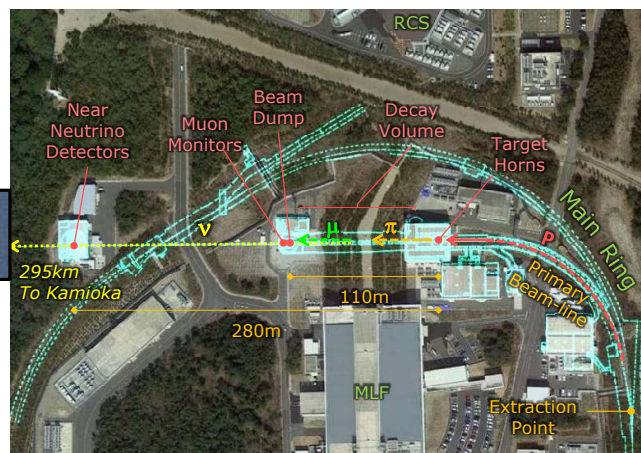 RCS
Near
Neutrino
Detectors
Muon
Monitors
Beam
Dump
Decay
Volume
Target
Horns
Main Ring
ν
μ
π
P
Primary
Beam-line
295km
To Kamioka
110m
280m
MLF
Extraction
Point